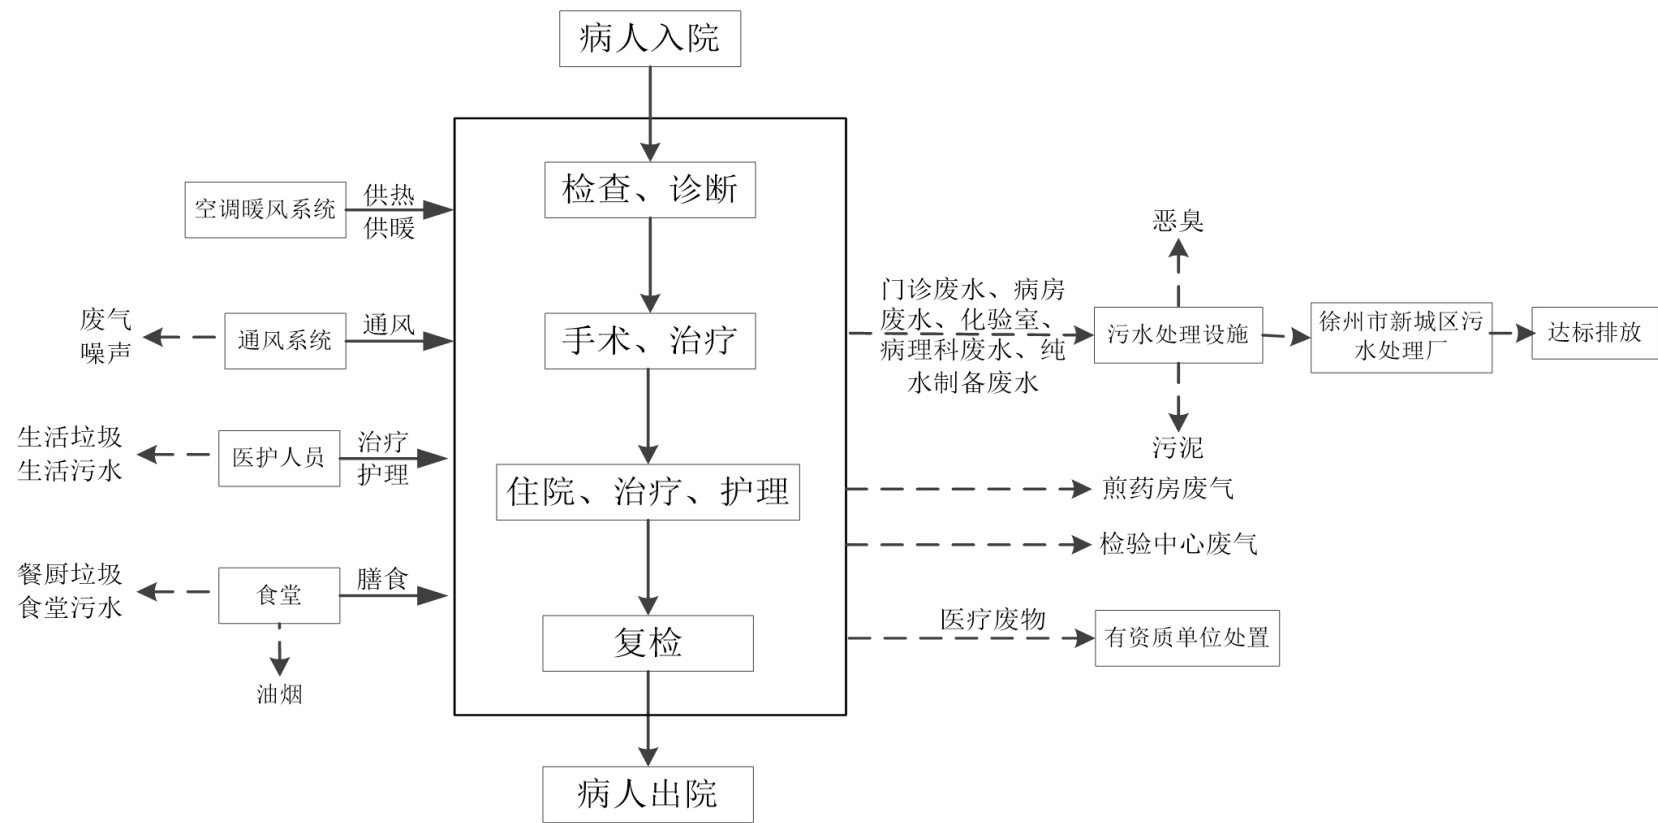 病人入院
检查、诊断
手术、治疗
住院、治疗、护理
复检
病人出院
空调暖风系统
供热
供暖
废气
噪声
通风系统
通风
生活垃圾
生活污水
医护人员
治疗
护理
餐厨垃圾
食堂污水
食堂
膳食
油烟
门诊废水、病房
废水、化验室、
病理科废水、纯
水制备废水
恶臭
污水处理设施
污泥
徐州市新城区污
水处理厂
达标排放
煎药房废气
检验中心废气
医疗废物
有资质单位处置